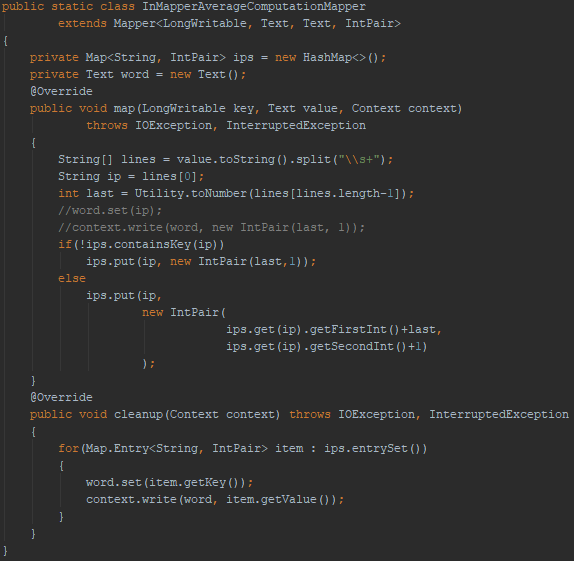 public static class InMapperAverageComputationMapper
        extends Mapper<LongWritable, Text, Text, IntPair>
{
    private Map<String, IntPair> ips = new HashMap<>();
    private Text word = new Text();
    @Override
    public void map(LongWritable key, Text value, Context context)
            throws IOException, InterruptedException
    {
        String[] lines = value.toString().split("\\s+");
        String ip = lines[0];
        int last = Utility.toNumber(lines[lines.length-1]);
        //word.set(ip);
        //context.write(word, new IntPair(last, 1));
        if(!ips.containsKey(ip))
            ips.put(ip, new IntPair(last,1));
        else
            ips.put(ip,
                    new IntPair(
                                ips.get(ip).getFirstInt()+last,
                                ips.get(ip).getSecondInt()+1)
                    );
    }
    @Override
    public void cleanup(Context context) throws IOException, InterruptedException
    {
        for(Map.Entry<String, IntPair> item : ips.entrySet())
        {
            word.set(item.getKey());
            context.write(word, item.getValue());
        }
    }
}